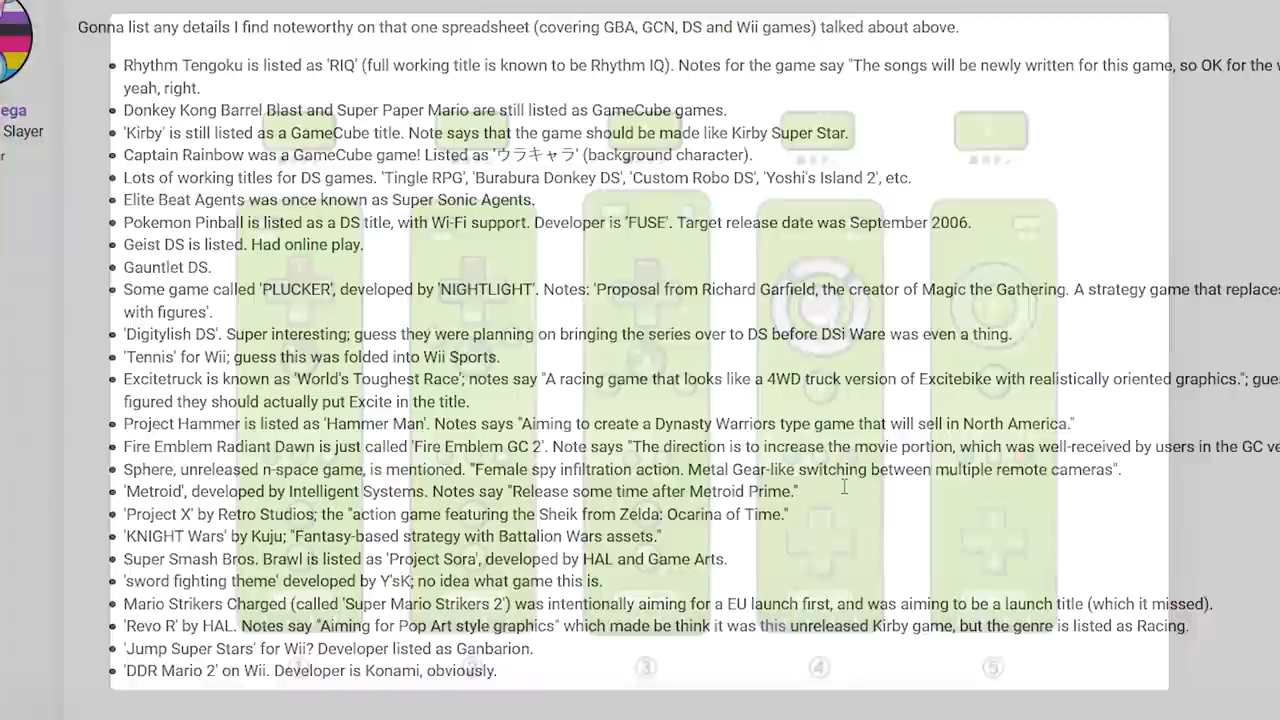 Gonna list any details I find noteworthy on that one spreadsheet (covering GBA, GCN, DS and Wii games) talked about above.
Rhythm Tengoku is listed as 'RIQ' (full working title is known to be Rhythm IQ). Notes for the game say "The songs will be newly written for this game, so OK for the
yeah, right.
Donkey Kong Barrel Blast and Super Paper Mario are still listed as GameCube games.
'Kirby' is still listed as a GameCube title. Note says that the game should be made like Kirby Super Star.
ega
Slayer
Captain Rainbow was a GameCube game! Listed as 'ウラキャラ' (background character).
r
Lots of working titles for DS games. 'Tingle RPG', 'Burabura Donkey DS', 'Custom Robo DS', 'Yoshi's Island 2', etc.
Elite Beat Agents was once known as Super Sonic Agents.
Pokemon Pinball is listed as a DS title, with Wi-Fi support. Developer is 'FUSE'. Target release date was September 2006.
Geist DS is listed. Had online play.
Gauntlet DS.
Some game called 'PLUCKER', developed by 'NIGHTLIGHT'. Notes: 'Proposal from Richard Garfield, the creator of Magic the Gathering. A strategy game that replaces
with figures'.
'Digitylish DS'. Super interesting; guess they were planning on bringing the series over to DS before DSi Ware was even a thing.
'Tennis' for Wii; guess this was folded into Wii Sports.
Excitetruck is known as 'World's Toughest Race'; notes say "A racing game that looks like a 4WD truck version of Excitebike with realistically oriented graphics."; gue
figured they should actually put Excite in the title.
Project Hammer is listed as 'Hammer Man'. Notes says "Aiming to create a Dynasty Warriors type game that will sell in North America."
Fire Emblem Radiant Dawn is just called 'Fire Emblem GC 2'. Note says "The direction is to increase the movie portion, which was well-received by users in the GC ve
Sphere, unreleased n-space game, is mentioned. "Female spy infiltration action. Metal Gear-like switching between multiple remote cameras".
'Metroid', developed by Intelligent Systems. Notes say "Release some time after Metroid Prime."
'Project X' by Retro Studios; the "action game featuring the Sheik from Zelda: Ocarina of Time."
'KNIGHT Wars' by Kuju; "Fantasy-based strategy with Battalion Wars assets."
Super Smash Bros. Brawl is listed as 'Project Sora', developed by HAL and Game Arts.
'sword fighting theme' developed by Y'sK; no idea what game this is.
Mario Strikers Charged (called 'Super Mario Strikers 2') was intentionally aiming for a EU launch first, and was aiming to be a launch title (which it missed).
'Revo R' by HAL. Notes say "Aiming for Pop Art style graphics" which made be think it was this unreleased Kirby game, but the genre is listed as Racing.
'Jump Super Stars' for Wii? Developer listed as Ganbarion.
'DDR Mario 2' on Wii. Developer is Konami, obviously.
③ ④ ⑤